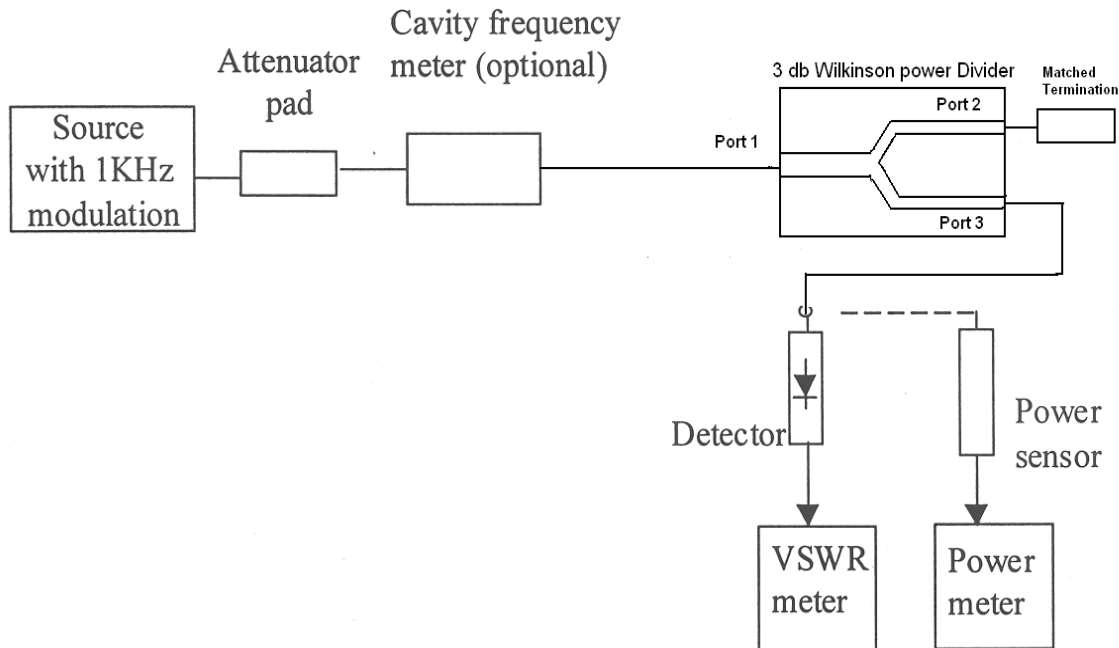 Cavity frequency
meter (optional)
Attenuator
pad
3 db Wilkinson power Divider
Matched
Termination
Source
with 1KHz
modulation
Port 1
Port 2
Port 3
Detector
Power
sensor
VSWR
meter
Power
meter